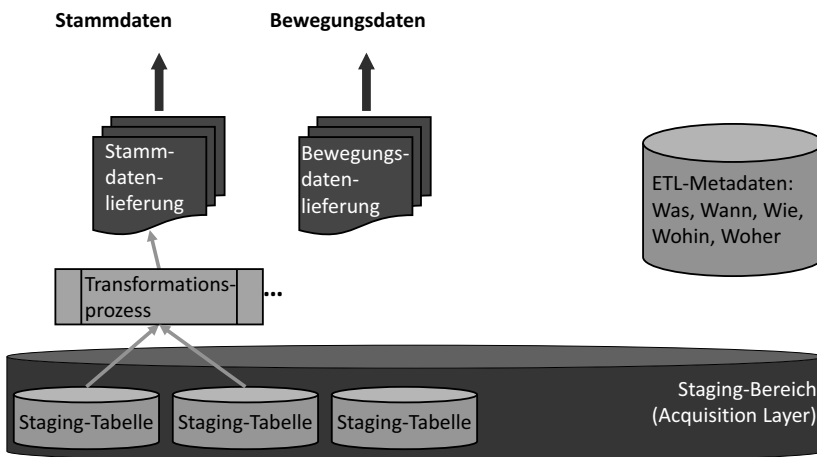 Stammdaten
Bewegungsdaten
Stamm-
daten-
lieferung
Bewegungs-
daten-
lieferung
ETL-Metadaten:
Was, Wann, Wie,
Wohin, Woher
Transformations-
prozess
...
Staging-Bereich
(Acquisition Layer)
Staging-Tabelle
Staging-Tabelle
Staging-Tabelle